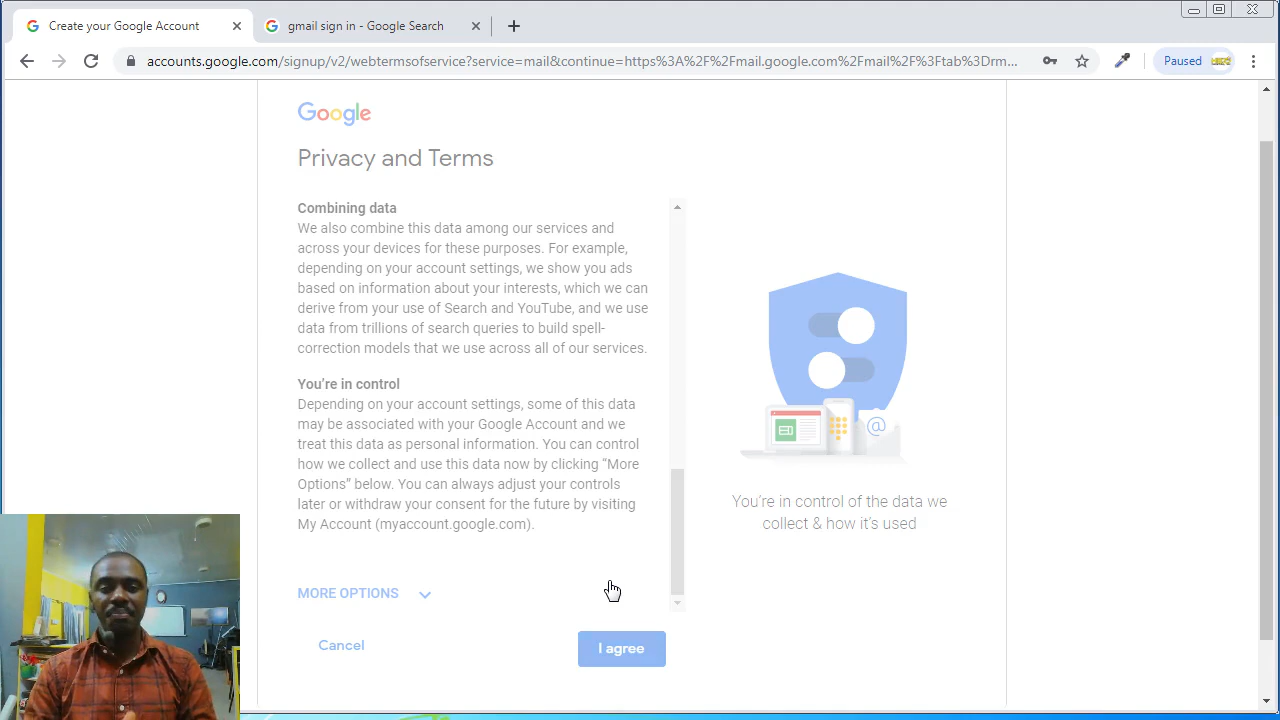 Create your Google Account
gmail sign in - Google Search
accounts.google.com/signup/v2/webtermsofservice?service=mail&continue=https%3A%2F%2Fmail.google.com%2Fmail%2F%3Ftab%3Drm...
Paused
Google
Privacy and Terms
Combining data
We also combine this data among our services and
across your devices for these purposes. For example,
depending on your account settings, we show you ads
based on information about your interests, which we can
derive from your use of Search and YouTube, and we use
data from trillions of search queries to build spell-
correction models that we use across all of our services.
You're in control
Depending on your account settings, some of this data
may be associated with your Google Account and we
treat this data as personal information. You can control
how we collect and use this data now by clicking “More
Options” below. You can always adjust your controls
later or withdraw your consent for the future by visiting
My Account (myaccount.google.com).
MORE OPTIONS
Cancel
I agree
@
You're in control of the data we
collect & how it's used